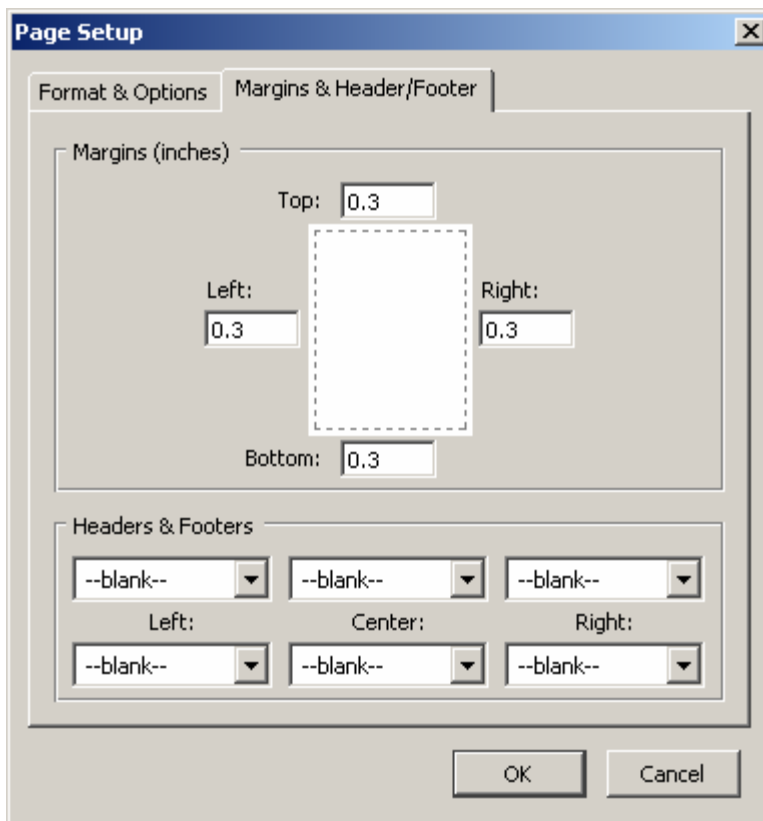 Page Setup
Format & Options Margins & Header/Footer
Margins (inches)
Top: 0.3
Left: Right:
0.3 0.3
Bottom: 0.3
Headers & Footers
--blank-- --blank-- --blank--
Left: Center: Right:
--blank-- --blank-- --blank--
OK Cancel